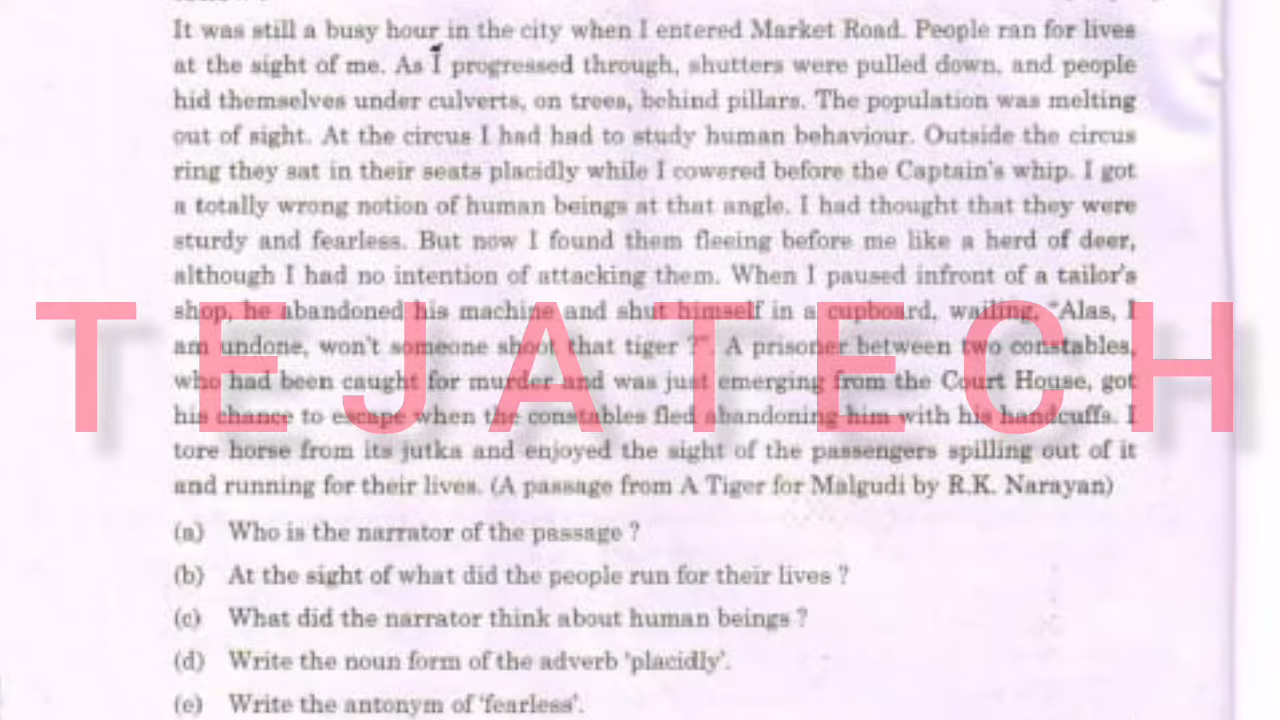 It was still a busy hour in the city when I entered Market Road. People ran for lives
at the sight of me. As I progressed through, shutters were pulled down, and people
hid themselves under culverts, on trees, behind pillars. The population was melting
out of sight. At the circus I had had to study human behaviour. Outside the circus
ring they sat in their seats placidly while I cowered before the Captain's whip. I got
a totally wrong notion of human beings at that angle. I had thought that they were
sturdy and fearless. But now I found them fleeing before me like a herd of deer,
although I had no intention of attacking them. When I paused infront of a tailor's
shop, he abandoned his machine and shut himself in a cupboard, wailing, "Alas, I
am undone, won't someone shoot that tiger ?". A prisoner between two constables,
who had been caught for murder and was just emerging from the Court House, got
his chance to escape when the constables fled abandoning him with his handcuffs. I
tore horse from its jutka and enjoyed the sight of the passengers spilling out of it
and running for their lives. (A passage from A Tiger for Malgudi by R.K. Narayan)
TEJATECH
(a) Who is the narrator of the passage ?
(b) At the sight of what did the people run for their lives ?
(c) What did the narrator think about human beings ?
(d) Write the noun form of the adverb 'placidly'.
(e) Write the antonym of 'fearless'.